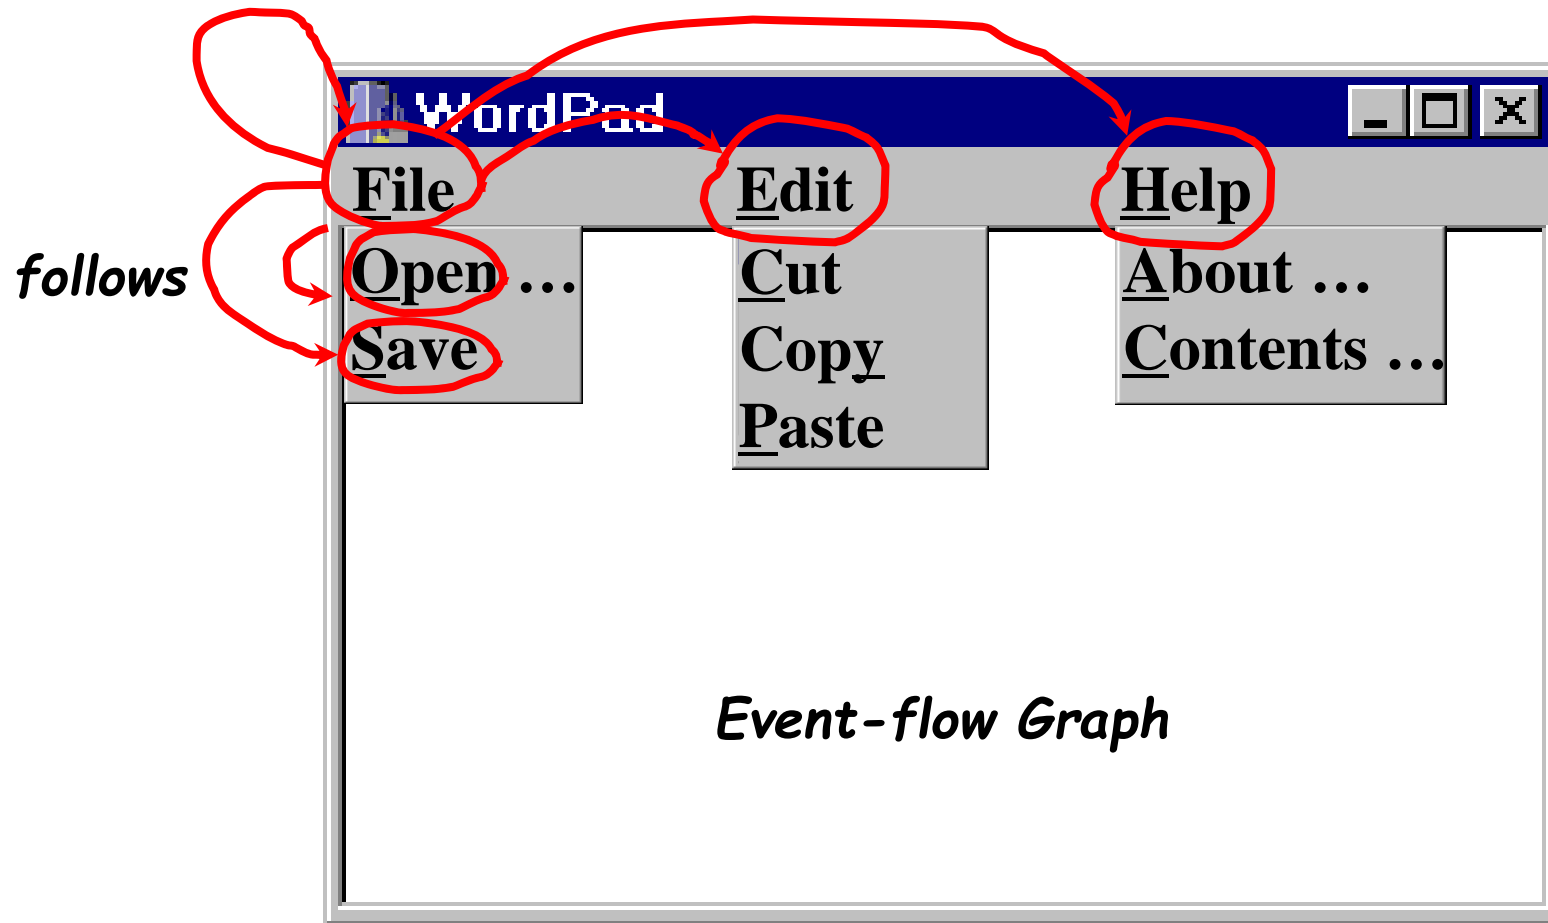 WordPad
File Edit Help
follows
Open ... Cut About ...
Save Copy Contents ...
Paste
Event-flow Graph